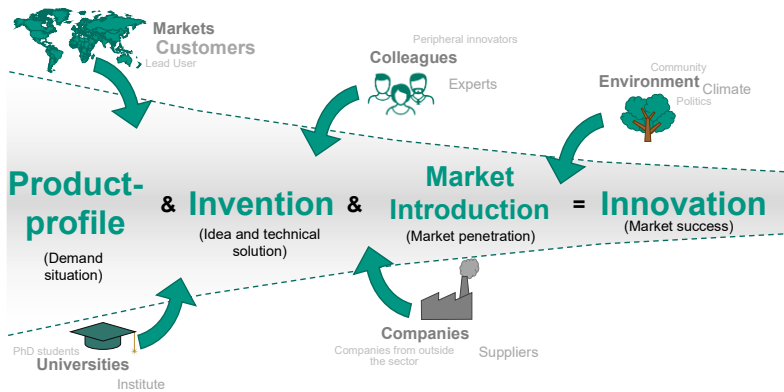 Markets
Customers
Lead User
Peripheral innovators
Colleagues
Experts
Community
Environment
Climate
Politics
Product-
profile
(Demand
situation)
&
Invention
(Idea and technical
solution)
&
Market
Introduction
(Market penetration)
=
Innovation
(Market success)
PhD students
Universities
Institute
Companies
Companies from outside
the sector
Suppliers